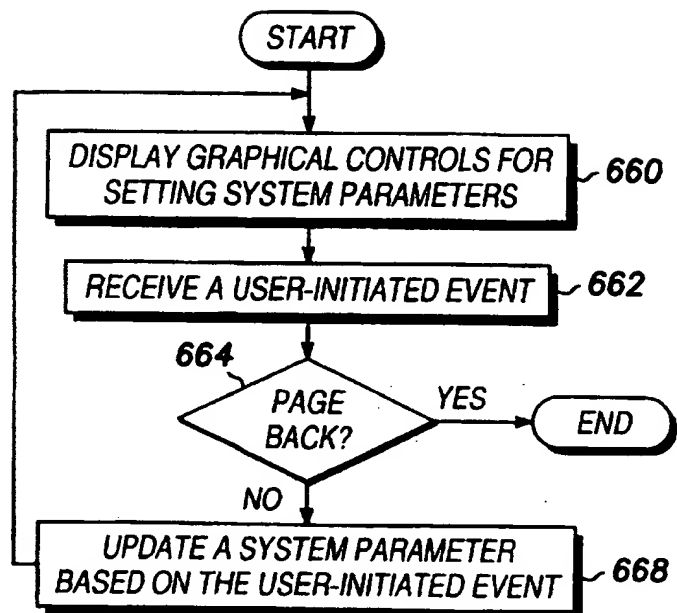 START
DISPLAY GRAPHICAL CONTROLS FOR
SETTING SYSTEM PARAMETERS
660
RECEIVE A USER-INITIATED EVENT
662
664
PAGE
BACK?
YES
END
NO
UPDATE A SYSTEM PARAMETER
BASED ON THE USER-INITIATED EVENT
668